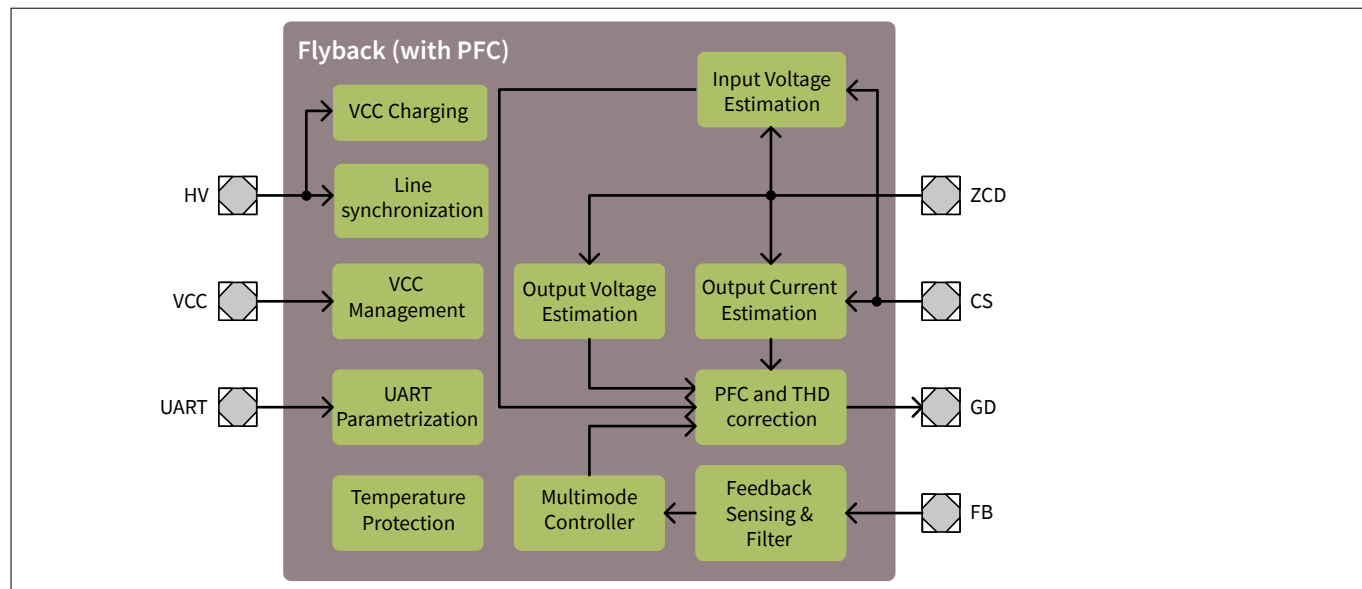 Flyback (with PFC)
Input Voltage
Estimation
VCC Charging
HV
Line
synchronization
ZCD
VCC
VCC
Management
Output Voltage
Estimation
Output Current
Estimation
CS
UART
UART
Parametrization
PFC and THD
correction
GD
Temperature
Protection
Multimode
Controller
Feedback
Sensing &
Filter
FB